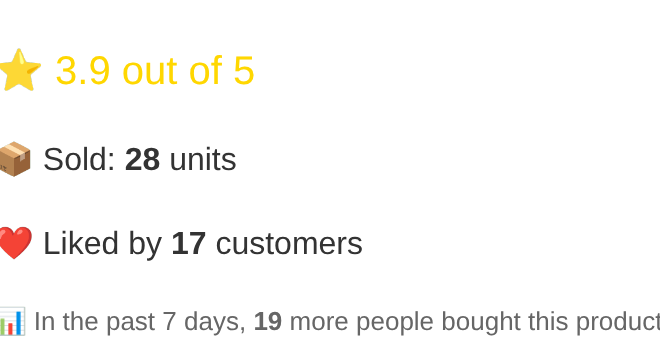 ⭐ 3.9 out of 5
📦 Sold: 28 units
❤️ Liked by 17 customers
📊 In the past 7 days, 19 more people bought this product